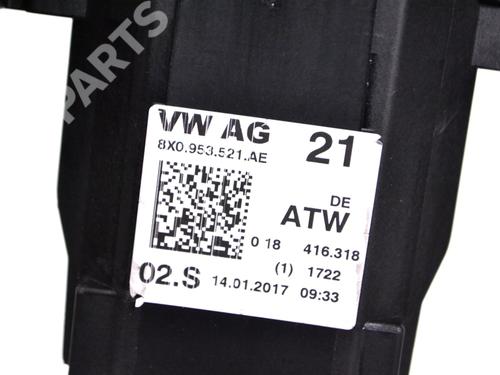 PARTS
VW AG 21
8X0.953.521.AE
DE
ATW
0 18 416.318
(1) 1722
02.S 14.01.2017 09:33